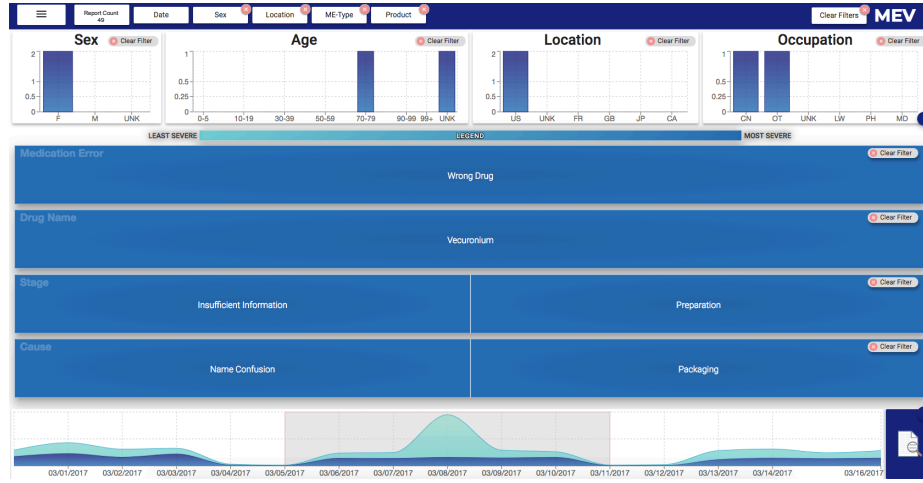 Report Count
49
Date
Sex
Location
ME-Type
Product
Clear Filters
MEV
Sex
Clear Filter
Age
Clear Filter
Location
Clear Filter
Occupation
Clear Filter
2
1
0.5
0
F
M
UNK
1
0.5
0
0-5
10-19
30-39
50-59
70-79
90-99
99+
UNK
2
1
0.5
0
US
UNK
FR
GB
JP
CA
1
0.5
0.25
0
CN
OT
UNK
LW
PH
MD
LEAST SEVERE
LEGEND
MOST SEVERE
Medication Error
Clear Filter
Wrong Drug
Drug Name
Clear Filter
Vecuronium
Stage
Clear Filter
Insufficient Information
Preparation
Cause
Clear Filter
Name Confusion
Packaging
03/01/2017
03/02/2017
03/03/2017
03/04/2017
03/05/2017
03/06/2017
03/07/2017
03/08/2017
03/09/2017
03/10/2017
03/11/2017
03/12/2017
03/13/2017
03/14/2017
03/16/2017